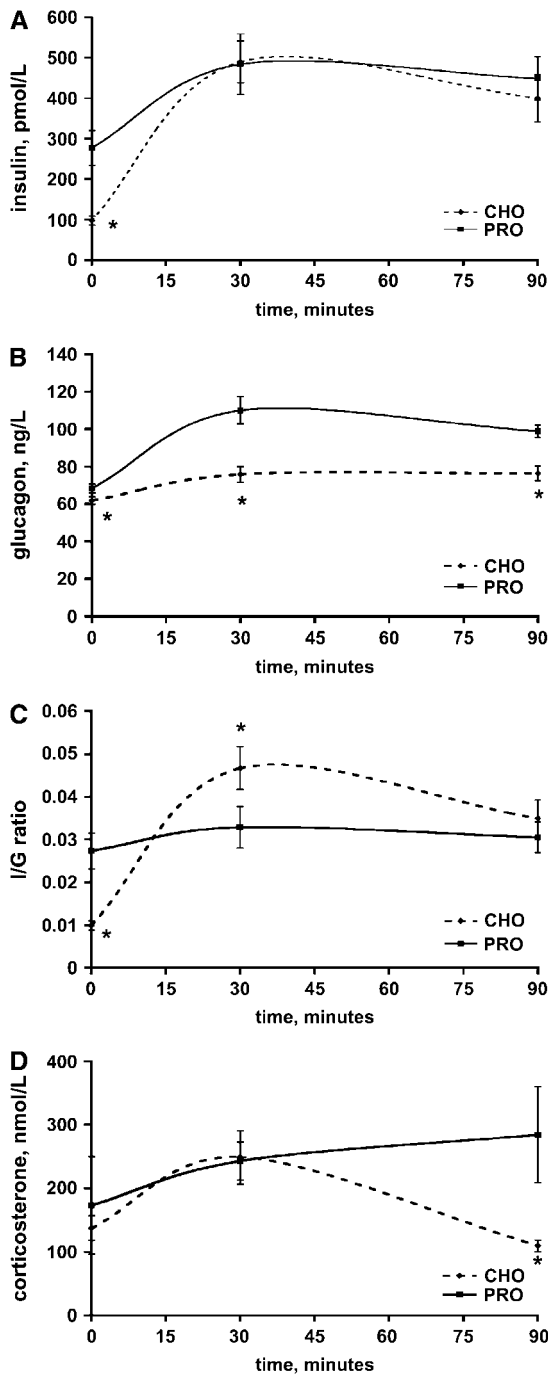 A
insulin, pmol/L
600
500
400
300
200
100
0
*
CHO
PRO
0 15 30 45 60 75 90
time, minutes
B
glucagon, ng/L
140
120
100
80
60
40
20
0
* * *
CHO
PRO
0 15 30 45 60 75 90
time, minutes
C
I/G ratio
0.06
0.05
0.04
0.03
0.02
0.01
0
*
*
CHO
PRO
0 15 30 45 60 75 90
time, minutes
D
corticosterone, nmol/L
400
300
200
100
0
*
CHO
PRO
0 15 30 45 60 75 90
time, minutes